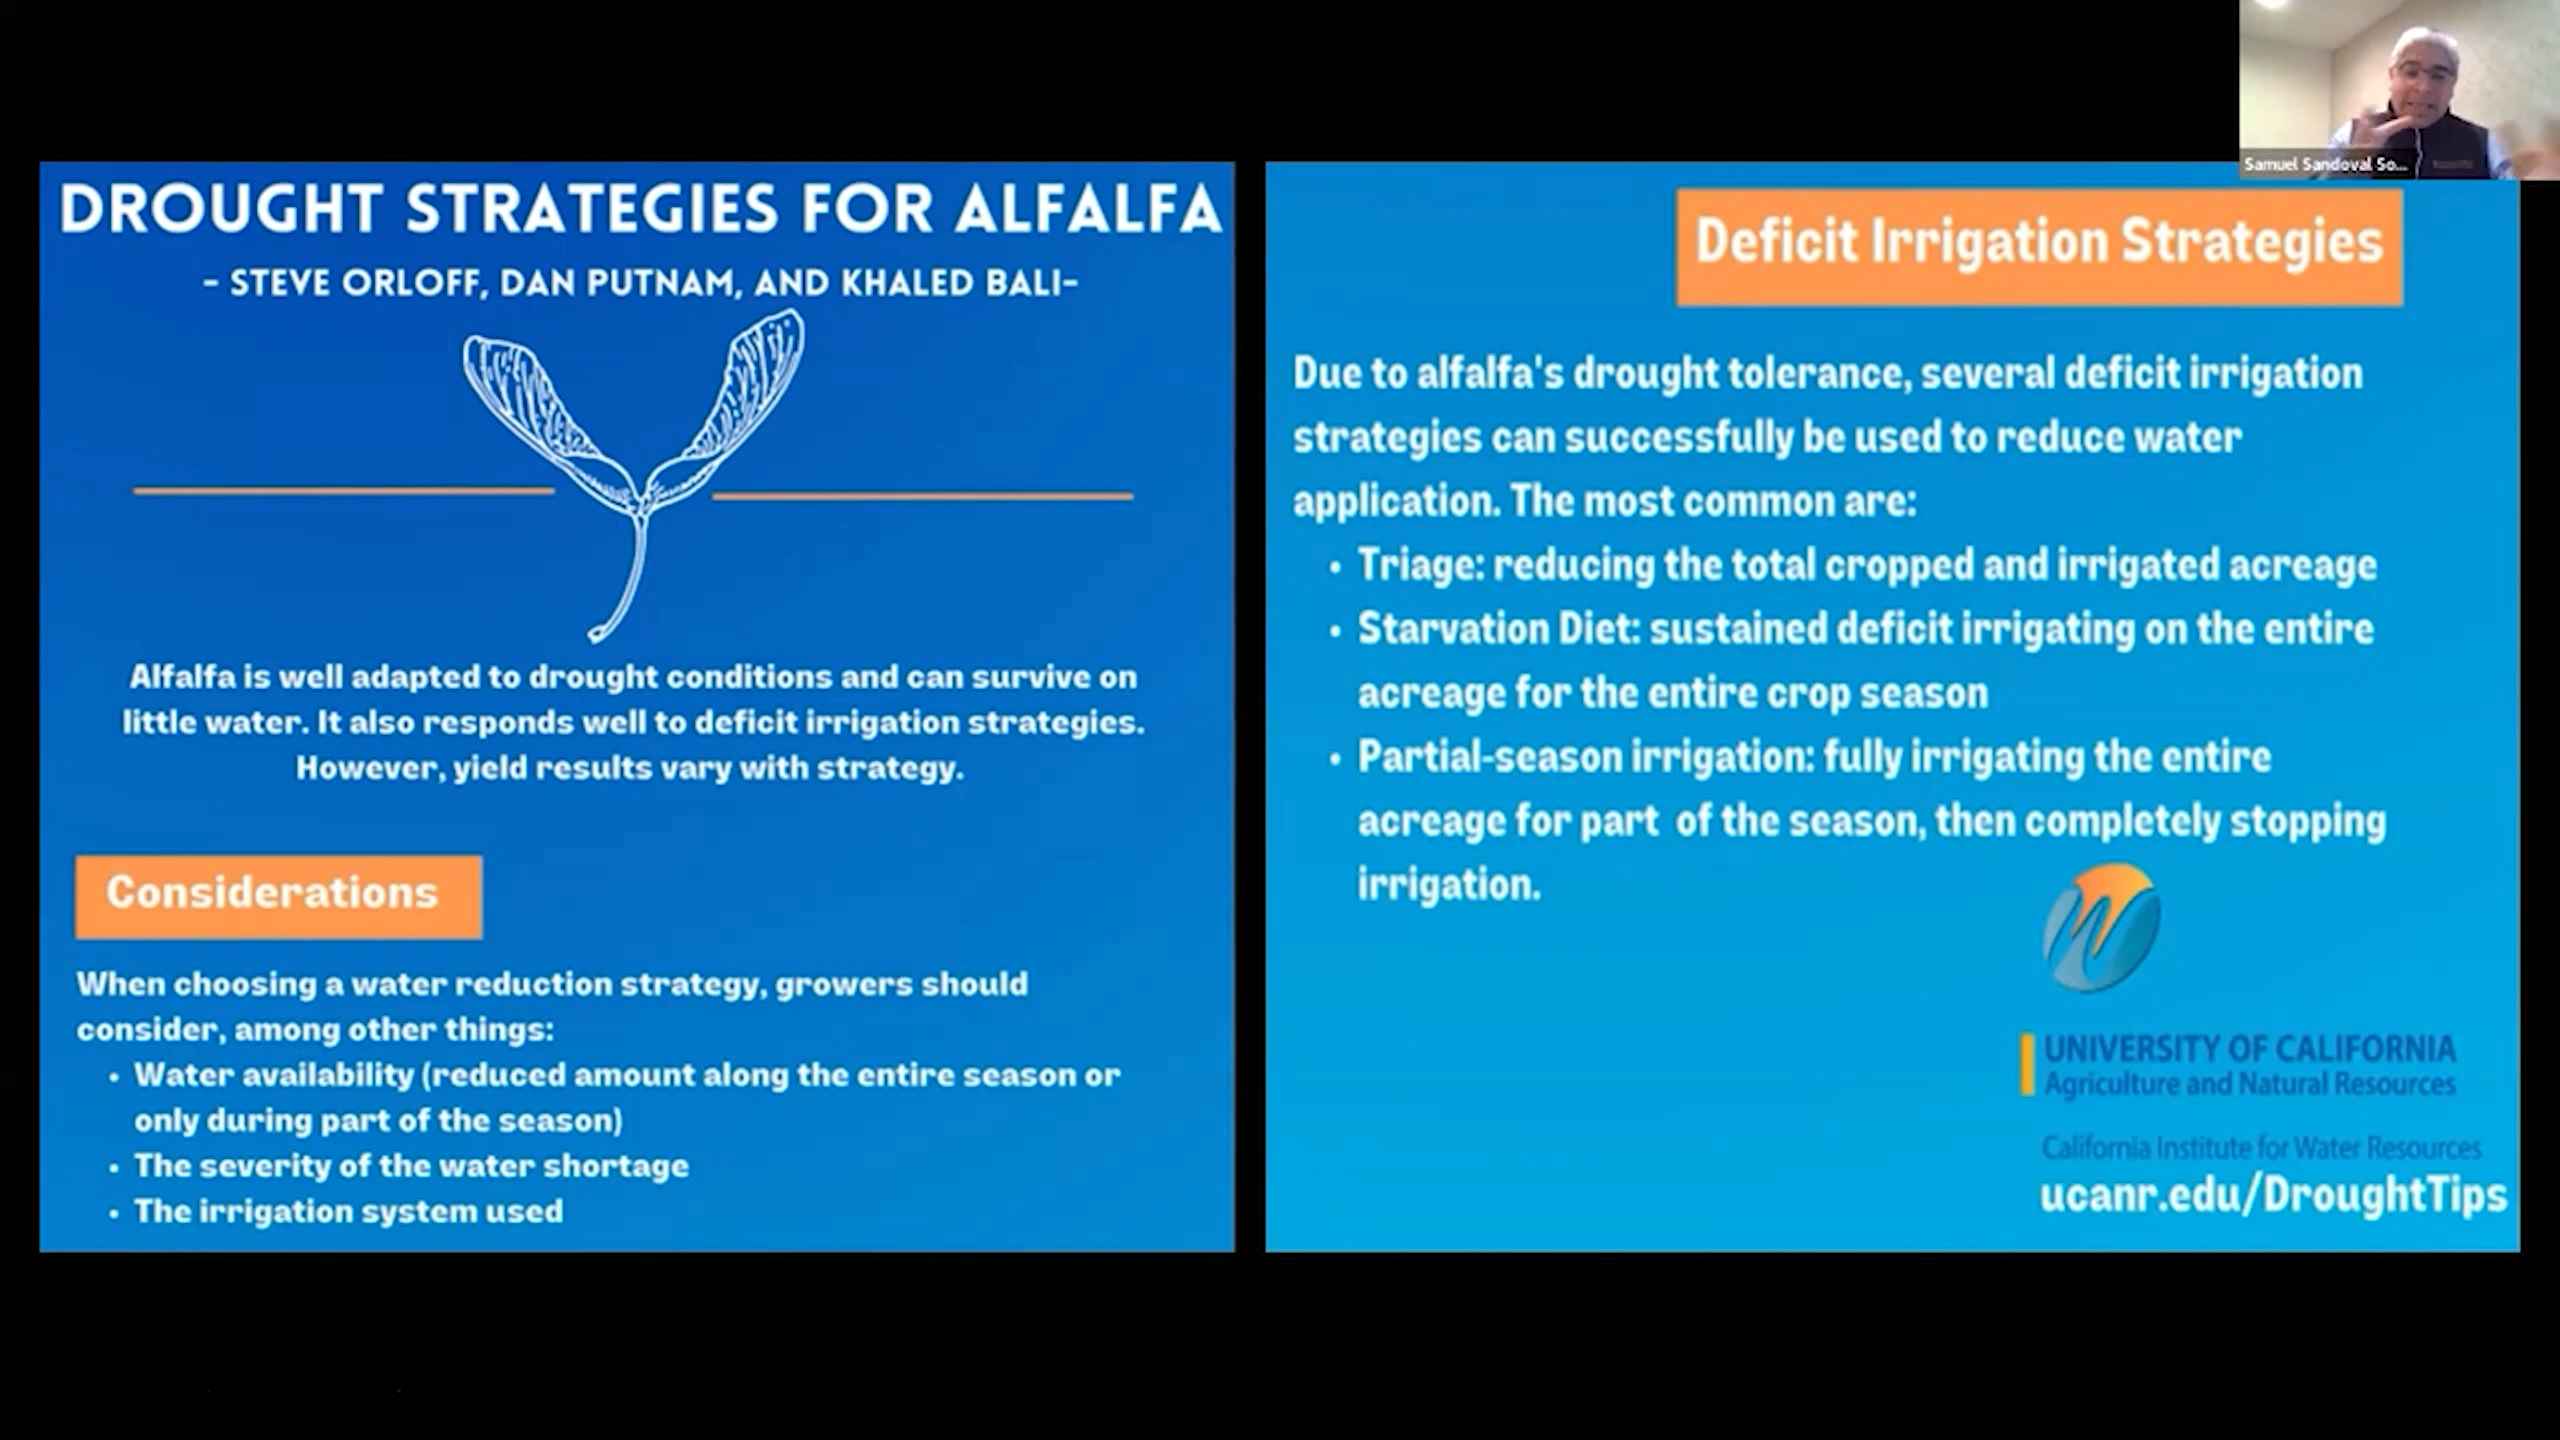 DROUGHT STRATEGIES FOR ALFALFA
- STEVE ORLOFF, DAN PUTNAM, AND KHALED BALI-
Alfalfa is well adapted to drought conditions and can survive on
little water. It also responds well to deficit irrigation strategies.
However, yield results vary with strategy.
Considerations
When choosing a water reduction strategy, growers should
consider, among other things:
• Water availability (reduced amount along the entire season or
only during part of the season)
• The severity of the water shortage
• The irrigation system used
Samuel Sandoval So...
Deficit Irrigation Strategies
Due to alfalfa's drought tolerance, several deficit irrigation
strategies can successfully be used to reduce water
application. The most common are:
• Triage: reducing the total cropped and irrigated acreage
• Starvation Diet: sustained deficit irrigating on the entire
acreage for the entire crop season
• Partial-season irrigation: fully irrigating the entire
acreage for part of the season, then completely stopping
irrigation.
UNIVERSITY OF CALIFORNIA
Agriculture and Natural Resources
California Institute for Water Resources
ucanr.edu/DroughtTips